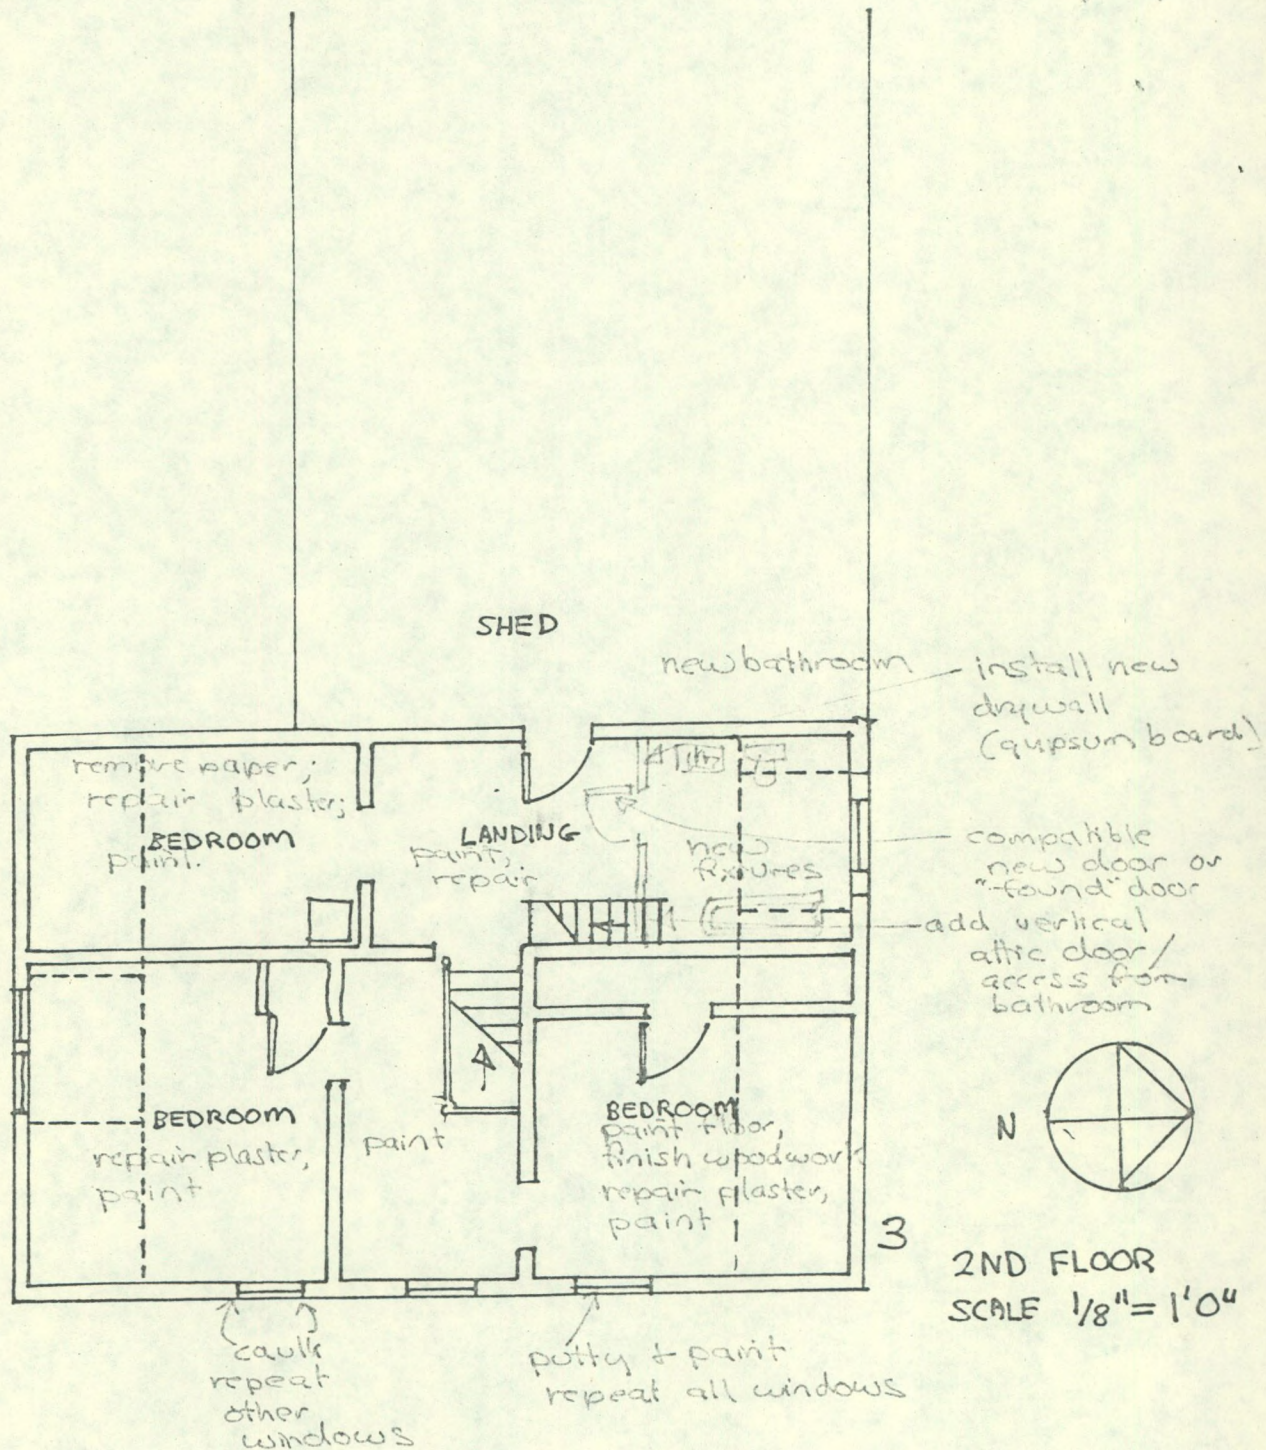 SHED
new bathroom
install new
drywall
(quipsum board)
remove paper;
repair plaster;
BEDROOM
paint.
LANDING
paint,
repair
new
fixtures
compatible
new door or
"found" door
add vertical
attic door/
access from
bathroom
BEDROOM
repair plaster,
paint
paint
BEDROOM
paint floor,
finish woodwork
repair plaster,
paint
N
3
2ND FLOOR
SCALE 1/8"=1'0"
caulk
repeat
other
windows
putty + paint
repeat all windows